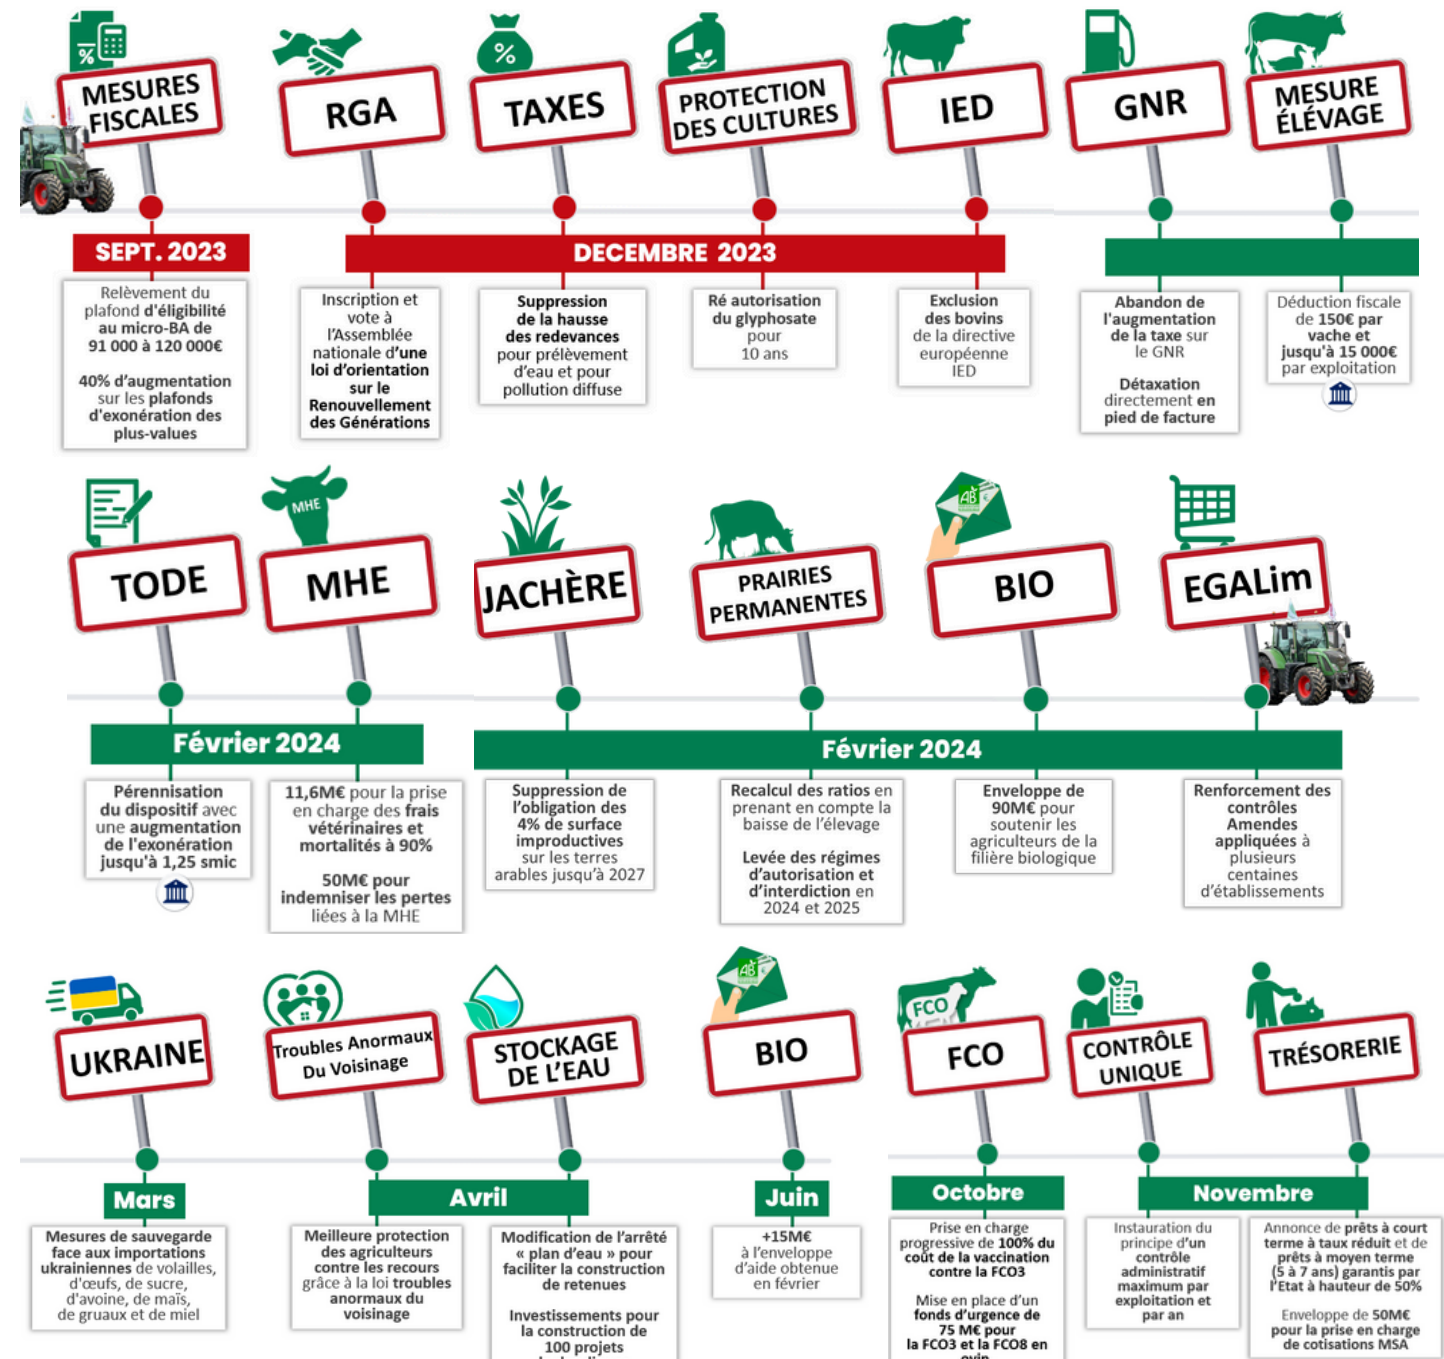 MESURES
FISCALES
RGA
TAXES
PROTECTION
DES CULTURES
IED
GNR
MESURE
ÉLÉVAGE
SEPT. 2023
DECEMBRE 2023
Relèvement du
plafond d'éligibilité
au micro-BA de
91 000 à 120 000€
40% d'augmentation
sur les plafonds
d'exonération des
plus-values
Inscription et
vote à
l'Assemblée
nationale d'une
loi d'orientation
sur le
Renouvellement
des Générations
Suppression
de la hausse
des redevances
pour prélèvement
d'eau et pour
pollution diffuse
Ré autorisation
du glyphosate
pour
10 ans
Exclusion
des bovins
de la directive
européenne
IED
Abandon de
l'augmentation
de la taxe sur
le GNR
Détaxation
directement en
pied de facture
Déduction fiscale
de 150€ par
vache et
jusqu'à 15 000€
par exploitation
MHE
AB
TODE
MHE
JACHÈRE
PRAIRIES
PERMANENTES
BIO
EGALim
Février 2024
Février 2024
Pérennisation
du dispositif avec
une augmentation
de l'exonération
jusqu'à 1,25 smic
11,6M€ pour la prise
en charge des frais
vétérinaires et
mortalités à 90%
50M€ pour
indemniser les pertes
liées à la MHE
Suppression de
l'obligation des
4% de surface
improductives
sur les terres
arables jusqu'à 2027
Recalcul des ratios en
prenant en compte la
baisse de l'élevage
Levée des régimes
d'autorisation et
d'interdiction en
2024 et 2025
Enveloppe de
90M€ pour
soutenir les
agriculteurs de la
filière biologique
Renforcement des
contrôles
Amendes
appliquées à
plusieurs
centaines
d'établissements
AB
FCO
UKRAINE
Troubles Anormaux
Du Voisinage
STOCKAGE
DE L'EAU
BIO
FCO
CONTRÔLE
UNIQUE
TRÉSORERIE
Mars
Avril
Juin
Octobre
Novembre
Mesures de sauvegarde
face aux importations
ukrainiennes de volailles,
d'œufs, de sucre,
d'avoine, de maïs,
de gruaux et de miel
Meilleure protection
des agriculteurs
contre les recours
grâce à la loi troubles
anormaux du
voisinage
Modification de l'arrêté
« plan d'eau » pour
faciliter la construction
de retenues
Investissements pour
la construction de
100 projets
+15M€
à l'enveloppe
d'aide obtenue
en février
Prise en charge
progressive de 100% du
coût de la vaccination
contre la FCO3
Mise en place d'un
fonds d'urgence de
75 M€ pour
la FCO3 et la FCO8 en
ovin
Instauration du
principe d'un
contrôle
administratif
maximum par
exploitation et
par an
Annonce de prêts à court
terme à taux réduit et de
prêts à moyen terme
(5 à 7 ans) garantis par
l'Etat à hauteur de 50%
Enveloppe de 50M€
pour la prise en charge
de cotisations MSA